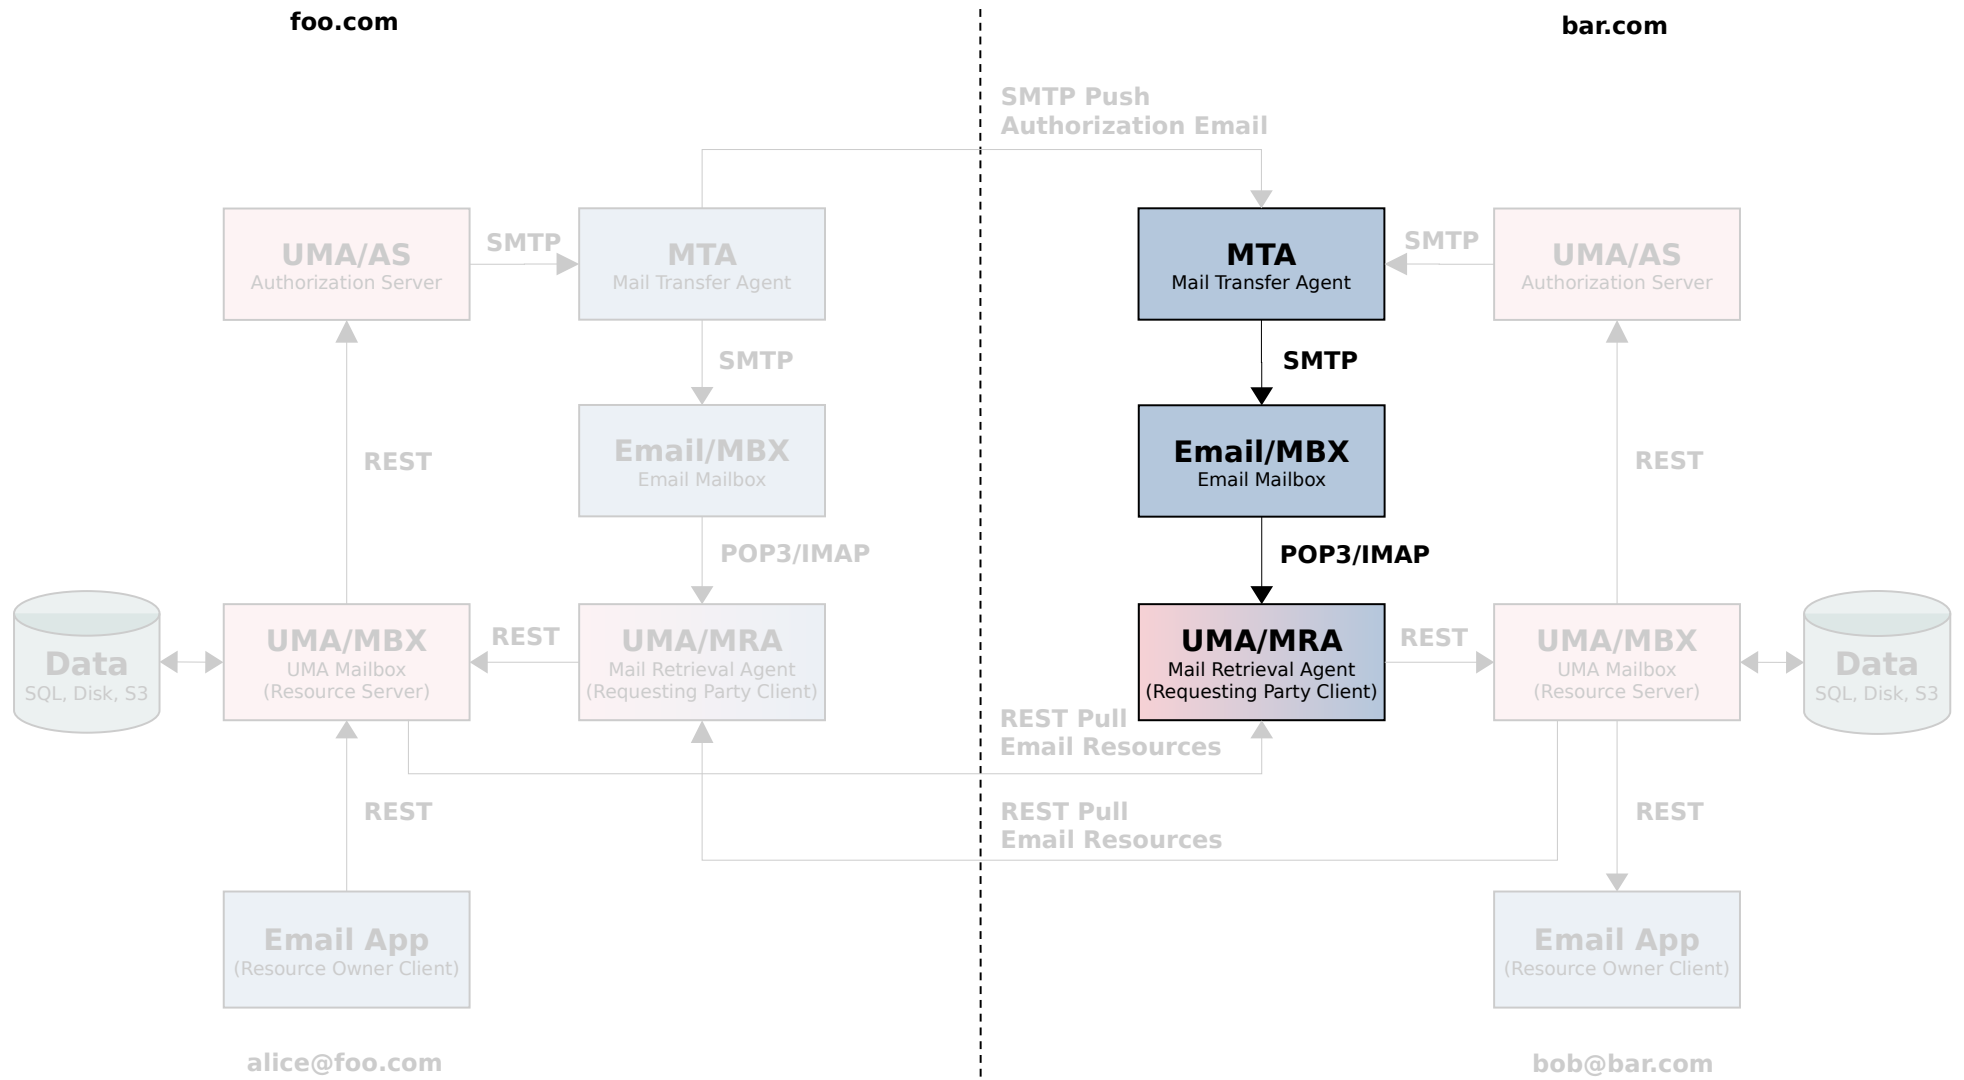 foo.com
bar.com
SMTP Push
Authorization Email
UMA/AS
Authorization Server
SMTP
MTA
Mail Transfer Agent
MTA
Mail Transfer Agent
SMTP
UMA/AS
Authorization Server
SMTP
SMTP
REST
Email/MBX
Email Mailbox
Email/MBX
Email Mailbox
REST
POP3/IMAP
POP3/IMAP
Data
SQL, Disk, S3
UMA/MBX
UMA Mailbox
(Resource Server)
REST
UMA/MRA
Mail Retrieval Agent
(Requesting Party Client)
UMA/MRA
Mail Retrieval Agent
(Requesting Party Client)
REST
UMA/MBX
UMA Mailbox
(Resource Server)
Data
SQL, Disk, S3
REST Pull
Email Resources
REST
REST Pull
Email Resources
REST
Email App
(Resource Owner Client)
Email App
(Resource Owner Client)
alice@foo.com
bob@bar.com